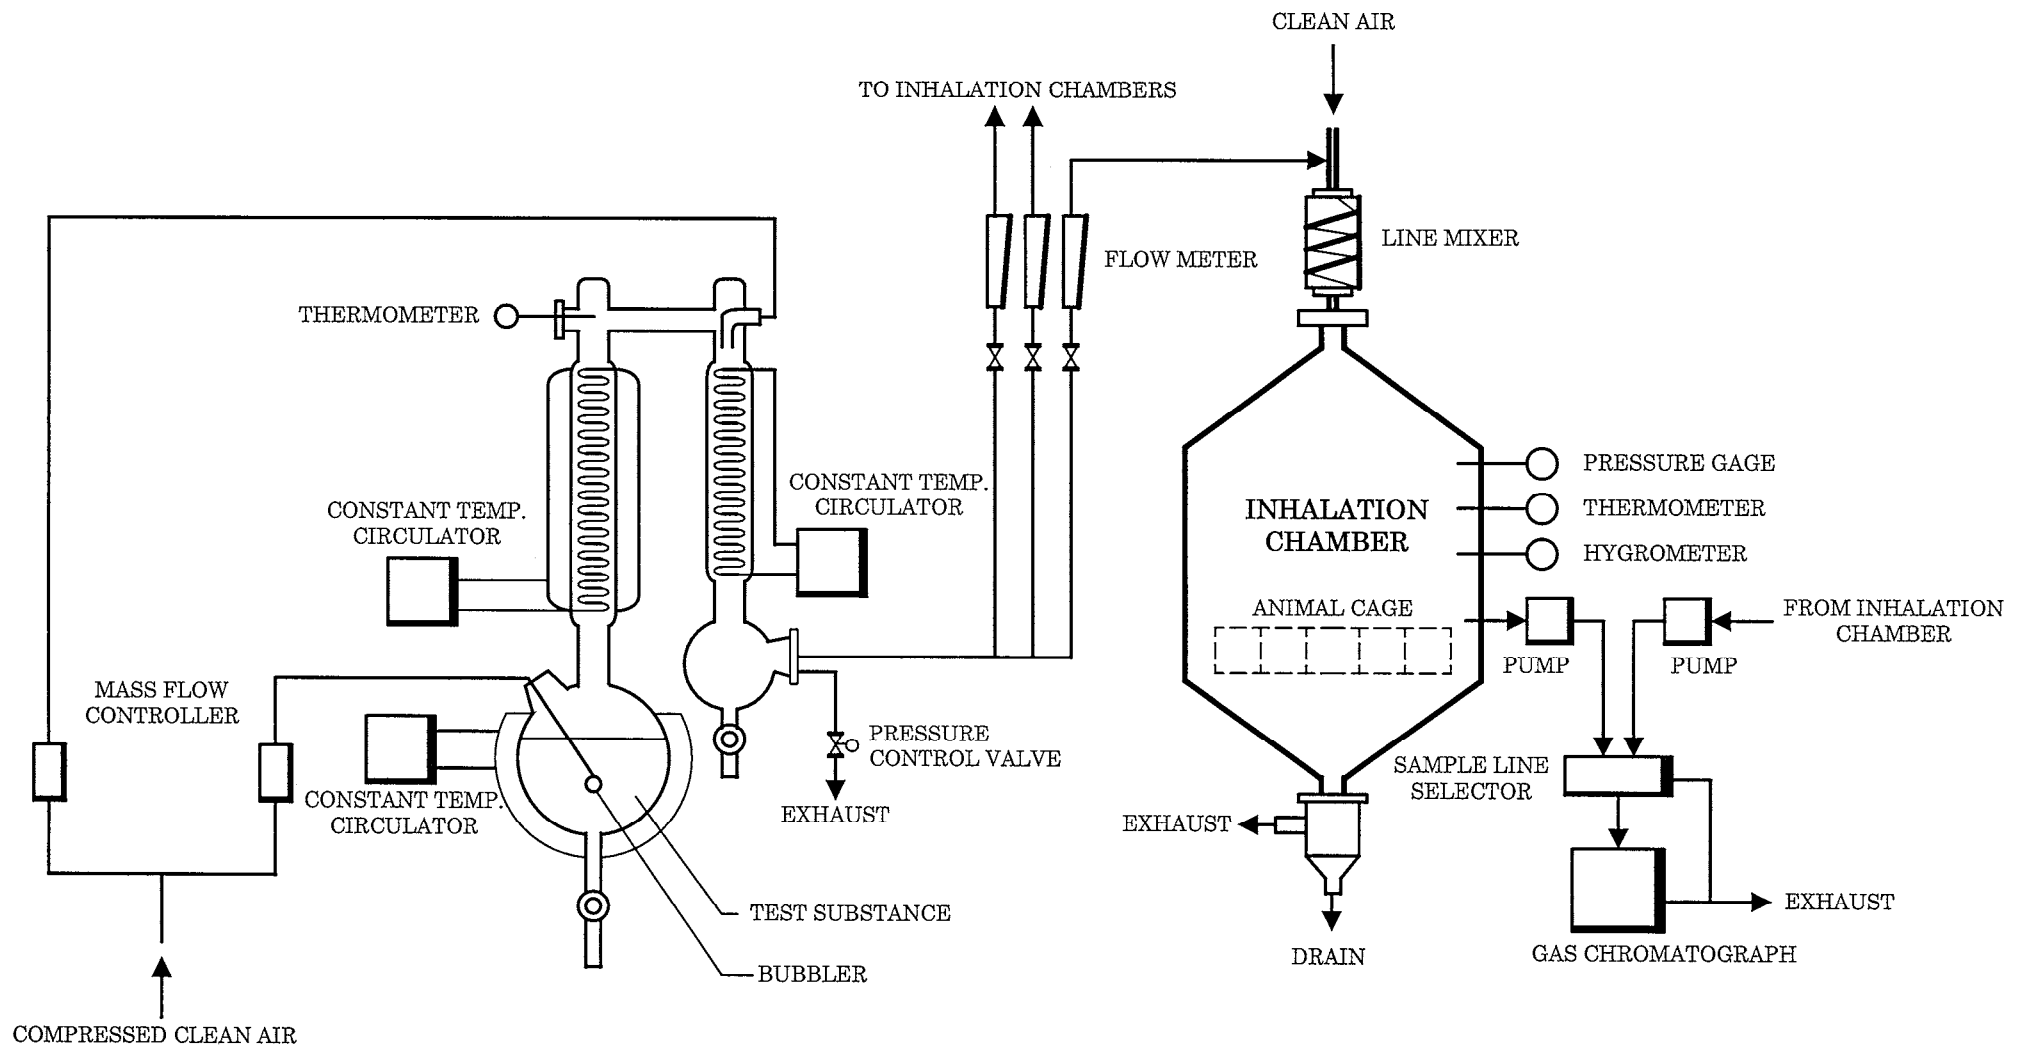 CLEAN AIR
TO INHALATION CHAMBERS
LINE MIXER
FLOW METER
THERMOMETER
PRESSURE GAGE
CONSTANT TEMP.
CIRCULATOR
THERMOMETER
INHALATION
CHAMBER
CONSTANT TEMP.
CIRCULATOR
HYGROMETER
ANIMAL CAGE
FROM INHALATION
CHAMBER
PUMP
PUMP
MASS FLOW
CONTROLLER
PRESSURE
CONTROL VALVE
SAMPLE LINE
SELECTOR
CONSTANT TEMP.
CIRCULATOR
EXHAUST
EXHAUST
EXHAUST
TEST SUBSTANCE
DRAIN
GAS CHROMATOGRAPH
BUBBLER
COMPRESSED CLEAN AIR